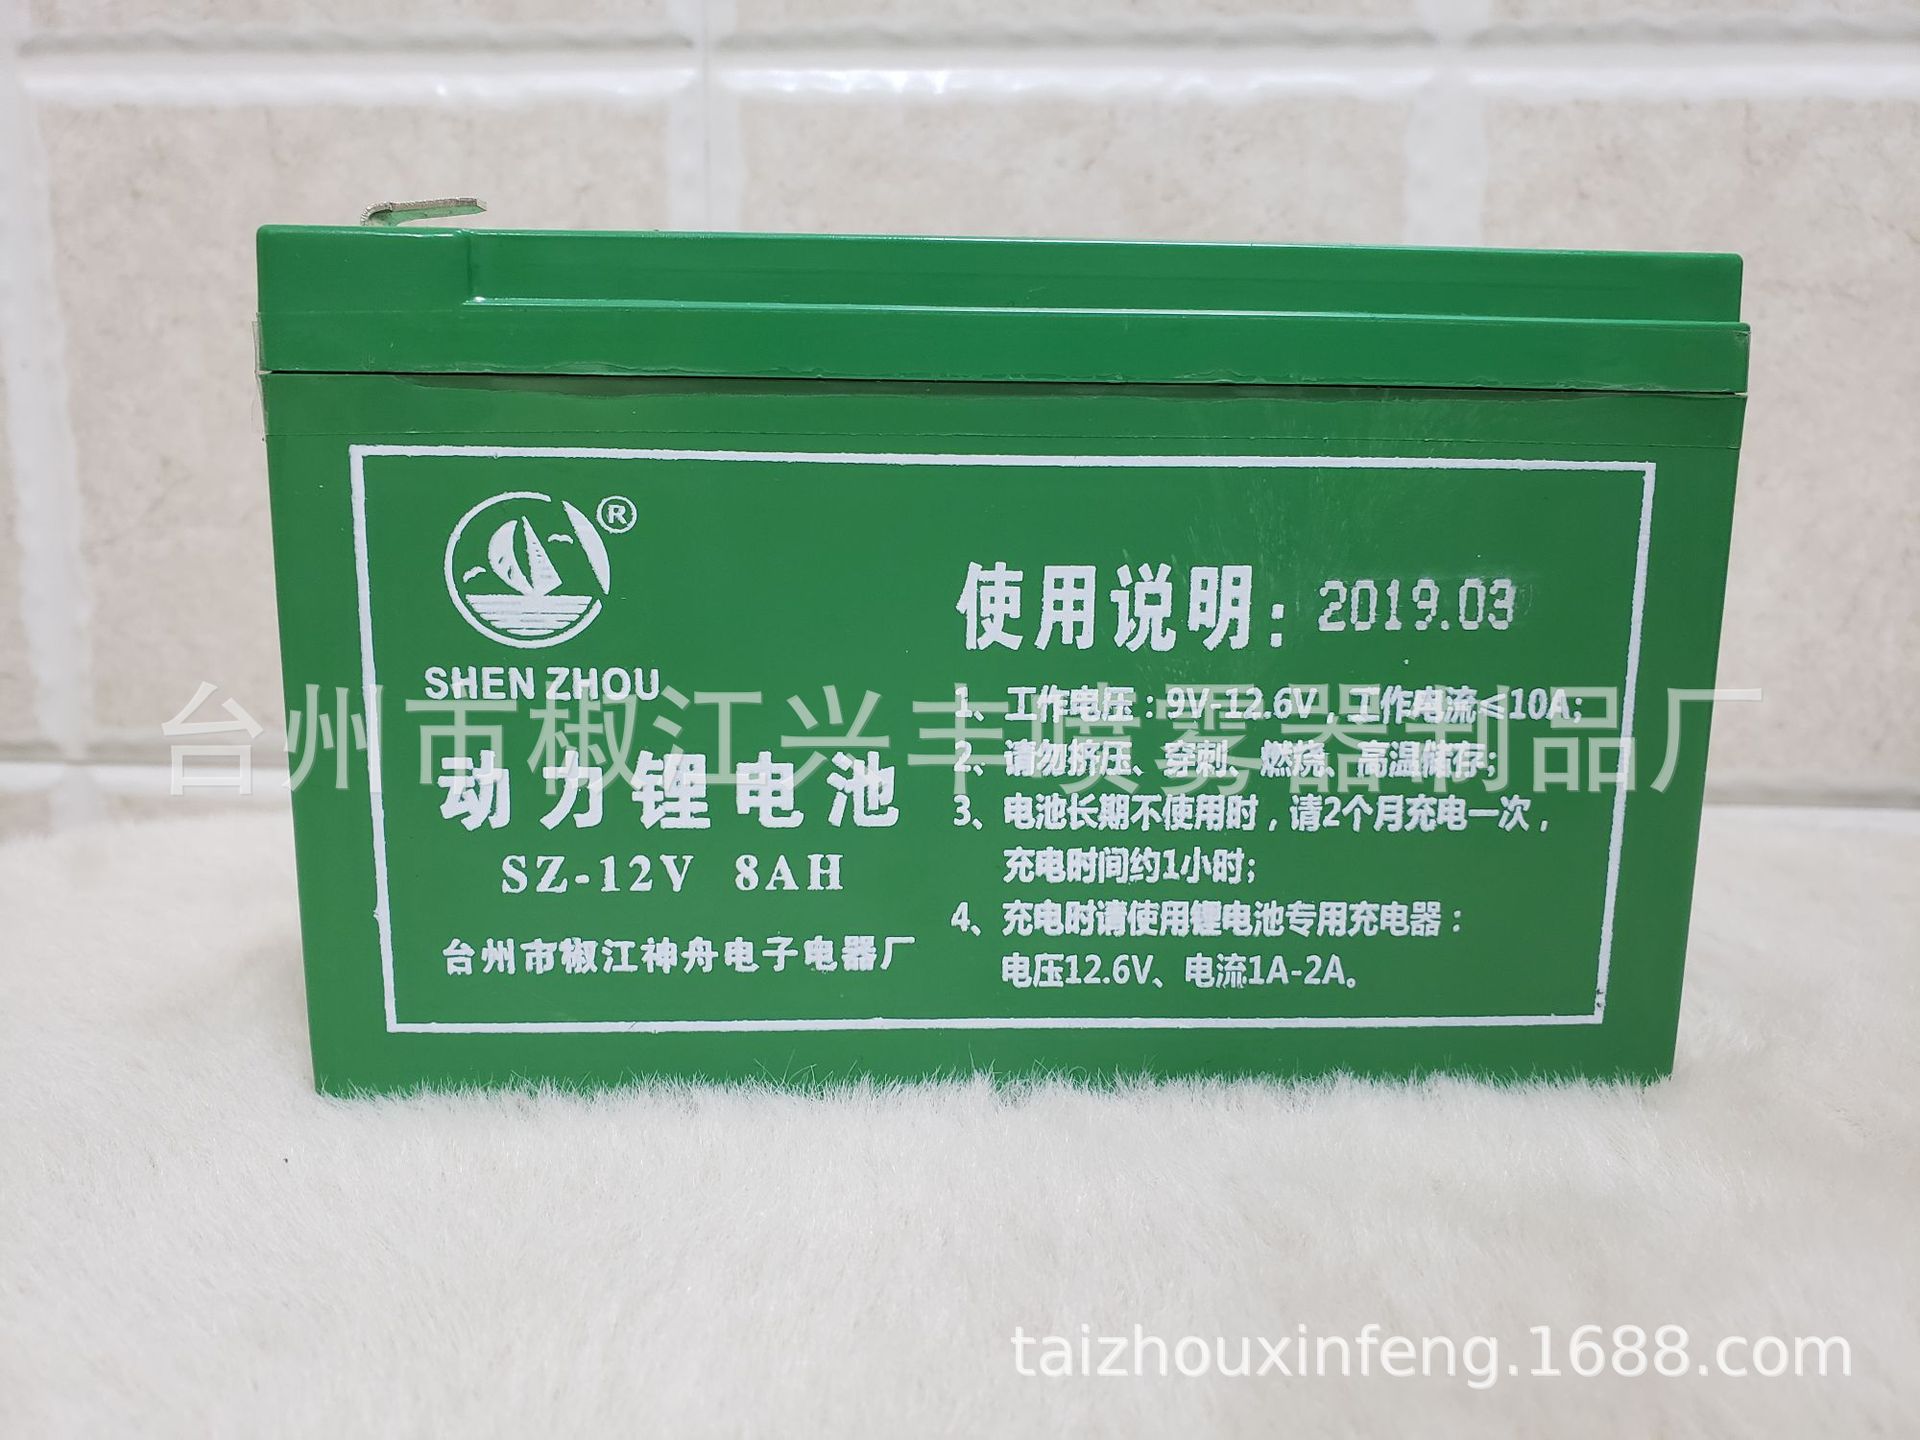 ®
SHEN ZHOU
动力锂电池
SZ-12V 8AH
台州市椒江神舟电子电器厂
使用说明：2019.03
1、工作电压：9V-12.6V，工作电流≤10A；
2、请勿挤压、穿刺、燃烧、高温储存；
3、电池长期不使用时，请2个月充电一次，
充电时间约1小时；
4、充电时请使用锂电池专用充电器：
电压12.6V、电流1A-2A。
台州市椒江兴丰喷雾器制品厂
taizhouxinfeng.1688.com